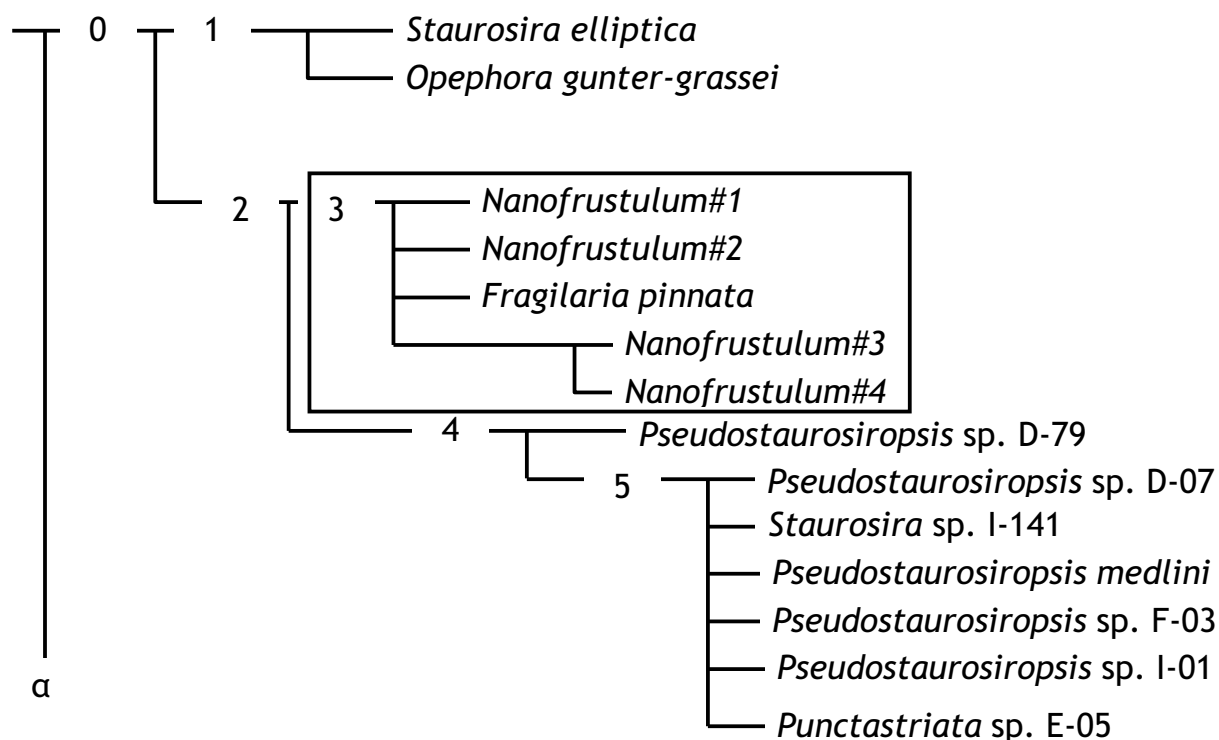 0 1 Staurosira elliptica
Opephora gunter-grassei
2 3 Nanofrustulum#1
Nanofrustulum#2
Fragilaria pinnata
Nanofrustulum#3
Nanofrustulum#4
4 Pseudostaurosiropsis sp. D-79
5 Pseudostaurosiropsis sp. D-07
Staurosira sp. I-141
Pseudostaurosiropsis medlini
Pseudostaurosiropsis sp. F-03
Pseudostaurosiropsis sp. I-01
α
Punctastriata sp. E-05